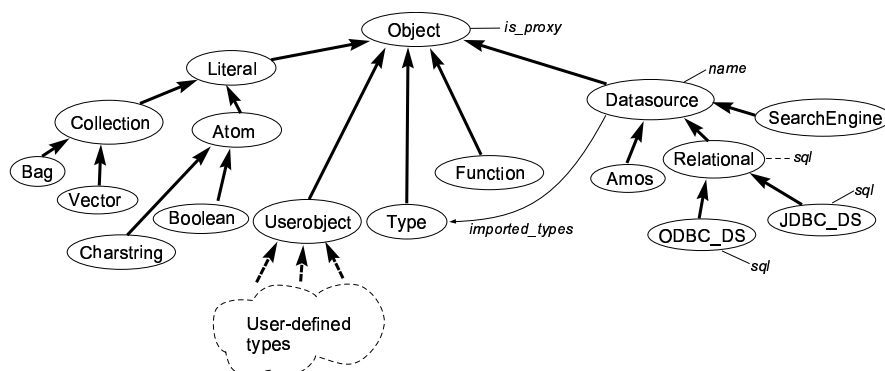 Object
is_proxy
Literal
name
Datasource
SearchEngine
Collection
Atom
Relational
sql
Bag
Function
Amos
Vector
Boolean
Userobject
Type
imported_types
sql
JDBC_DS
ODBC_DS
Charstring
sql
User-defined
types